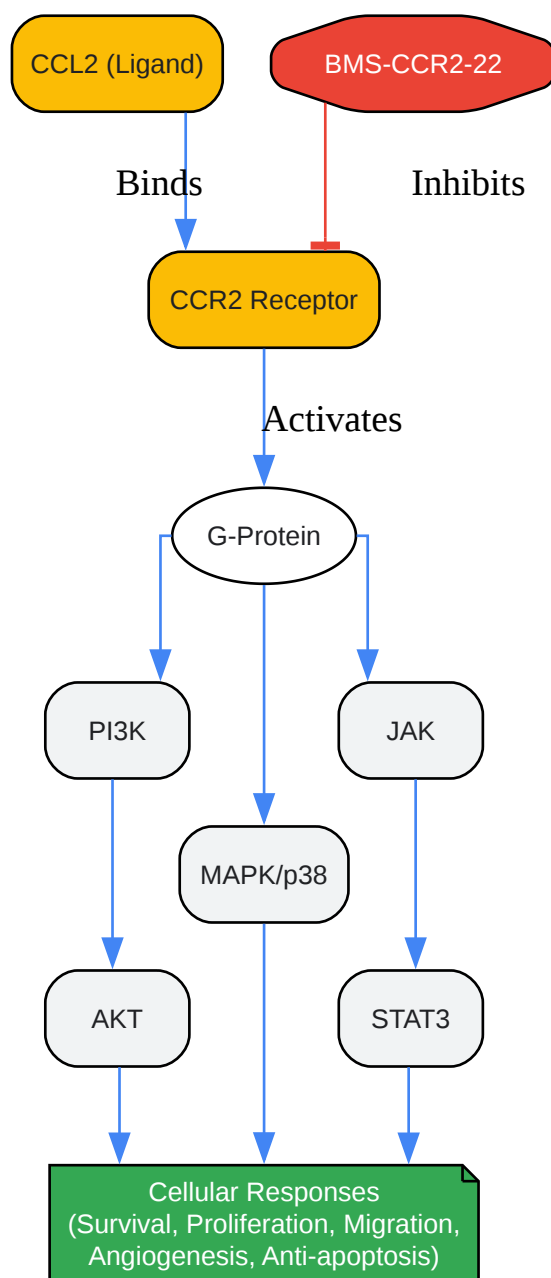 CCL2 (Ligand)
BMS-CCR2-22
Binds
Inhibits
CCR2 Receptor
Activates
G-Protein
PI3K
JAK
MAPK/p38
AKT
STAT3
Cellular Responses
(Survival, Proliferation, Migration,
Angiogenesis, Anti-apoptosis)